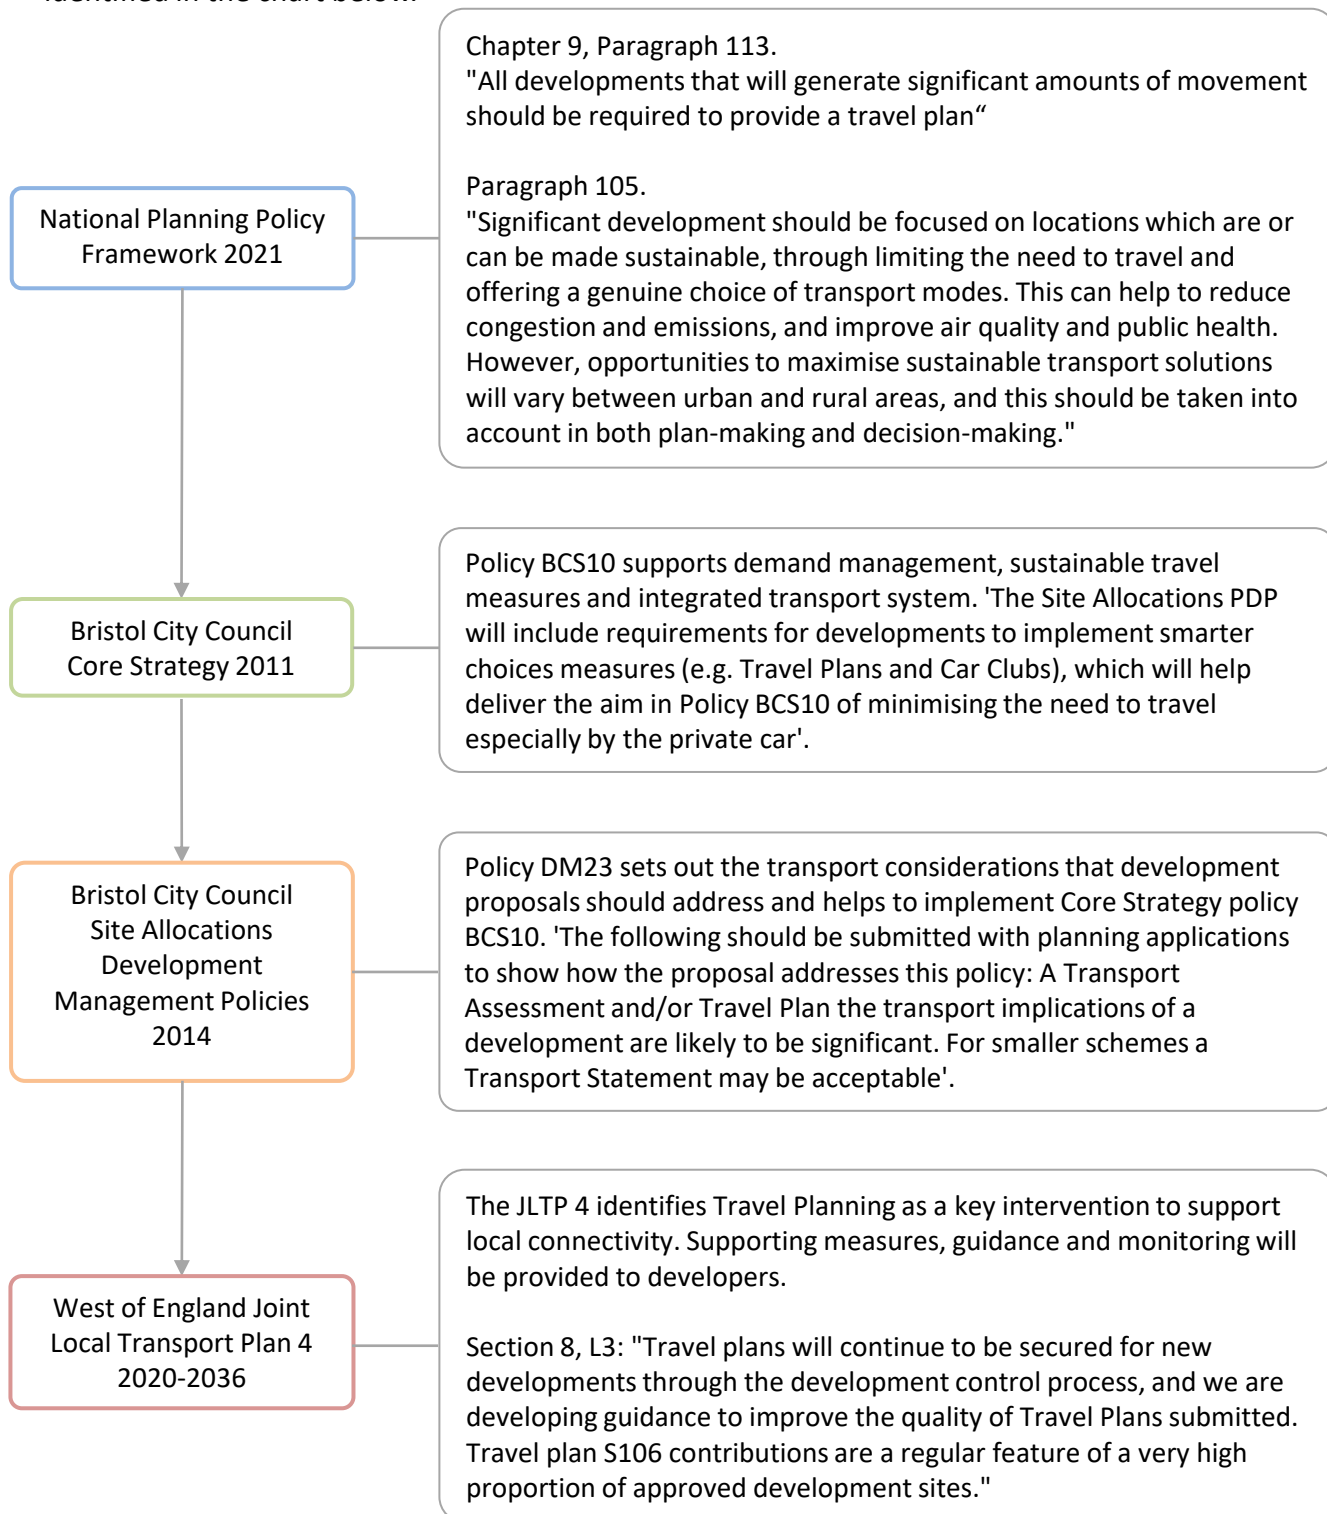 identified in the chart below.
Chapter 9, Paragraph 113.
"All developments that will generate significant amounts of movement
should be required to provide a travel plan“
Paragraph 105.
"Significant development should be focused on locations which are or
can be made sustainable, through limiting the need to travel and
offering a genuine choice of transport modes. This can help to reduce
congestion and emissions, and improve air quality and public health.
However, opportunities to maximise sustainable transport solutions
will vary between urban and rural areas, and this should be taken into
account in both plan-making and decision-making."
National Planning Policy
Framework 2021
Policy BCS10 supports demand management, sustainable travel
measures and integrated transport system. 'The Site Allocations PDP
will include requirements for developments to implement smarter
choices measures (e.g. Travel Plans and Car Clubs), which will help
deliver the aim in Policy BCS10 of minimising the need to travel
especially by the private car'.
Bristol City Council
Core Strategy 2011
Policy DM23 sets out the transport considerations that development
proposals should address and helps to implement Core Strategy policy
BCS10. 'The following should be submitted with planning applications
to show how the proposal addresses this policy: A Transport
Assessment and/or Travel Plan the transport implications of a
development are likely to be significant. For smaller schemes a
Transport Statement may be acceptable'.
Bristol City Council
Site Allocations
Development
Management Policies
2014
The JLTP 4 identifies Travel Planning as a key intervention to support
local connectivity. Supporting measures, guidance and monitoring will
be provided to developers.
Section 8, L3: "Travel plans will continue to be secured for new
developments through the development control process, and we are
developing guidance to improve the quality of Travel Plans submitted.
Travel plan S106 contributions are a regular feature of a very high
proportion of approved development sites."
West of England Joint
Local Transport Plan 4
2020-2036